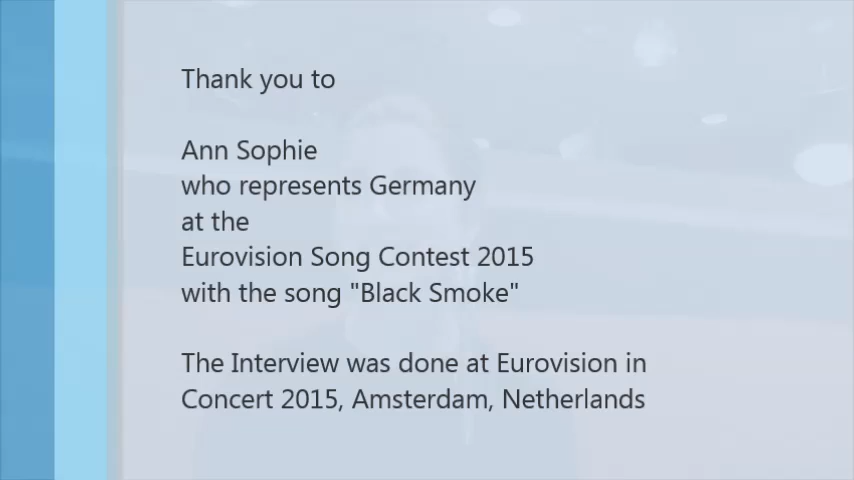 Thank you to
Ann Sophie
who represents Germany
at the
Eurovision Song Contest 2015
with the song "Black Smoke"
The Interview was done at Eurovision in
Concert 2015, Amsterdam, Netherlands